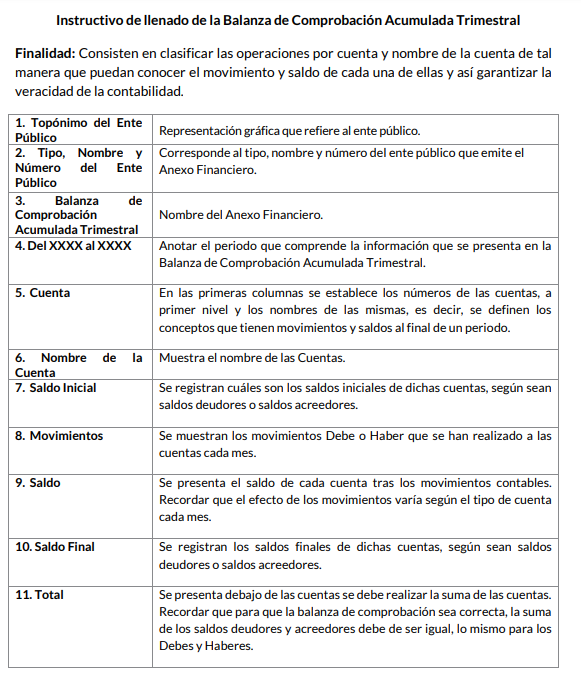 Instructivo de llenado de la Balanza de Comprobación Acumulada Trimestral
Finalidad: Consisten en clasificar las operaciones por cuenta y nombre de la cuenta de tal
manera que puedan conocer el movimiento y saldo de cada una de ellas y así garantizar la
veracidad de la contabilidad.
1. Topónimo del Ente
Público
Representación gráfica que refiere al ente público.
2. Tipo, Nombre y
Número del Ente
Público
Corresponde al tipo, nombre y número del ente público que emite el
Anexo Financiero.
3. Balanza de
Comprobación
Acumulada Trimestral
Nombre del Anexo Financiero.
4. Del XXXX al XXXX
Anotar el periodo que comprende la información que se presenta en la
Balanza de Comprobación Acumulada Trimestral.
5. Cuenta
En las primeras columnas se establece los números de las cuentas, a
primer nivel y los nombres de las mismas, es decir, se definen los
conceptos que tienen movimientos y saldos al final de un periodo.
6. Nombre de la
Cuenta
Muestra el nombre de las Cuentas.
7. Saldo Inicial
Se registran cuáles son los saldos iniciales de dichas cuentas, según sean
saldos deudores o saldos acreedores.
8. Movimientos
Se muestran los movimientos Debe o Haber que se han realizado a las
cuentas cada mes.
9. Saldo
Se presenta el saldo de cada cuenta tras los movimientos contables.
Recordar que el efecto de los movimientos varía según el tipo de cuenta
cada mes.
10. Saldo Final
Se registran los saldos finales de dichas cuentas, según sean saldos
deudores o saldos acreedores.
11. Total
Se presenta debajo de las cuentas se debe realizar la suma de las cuentas.
Recordar que para que la balanza de comprobación sea correcta, la suma
de los saldos deudores y acreedores debe de ser igual, lo mismo para los
Debes y Haberes.